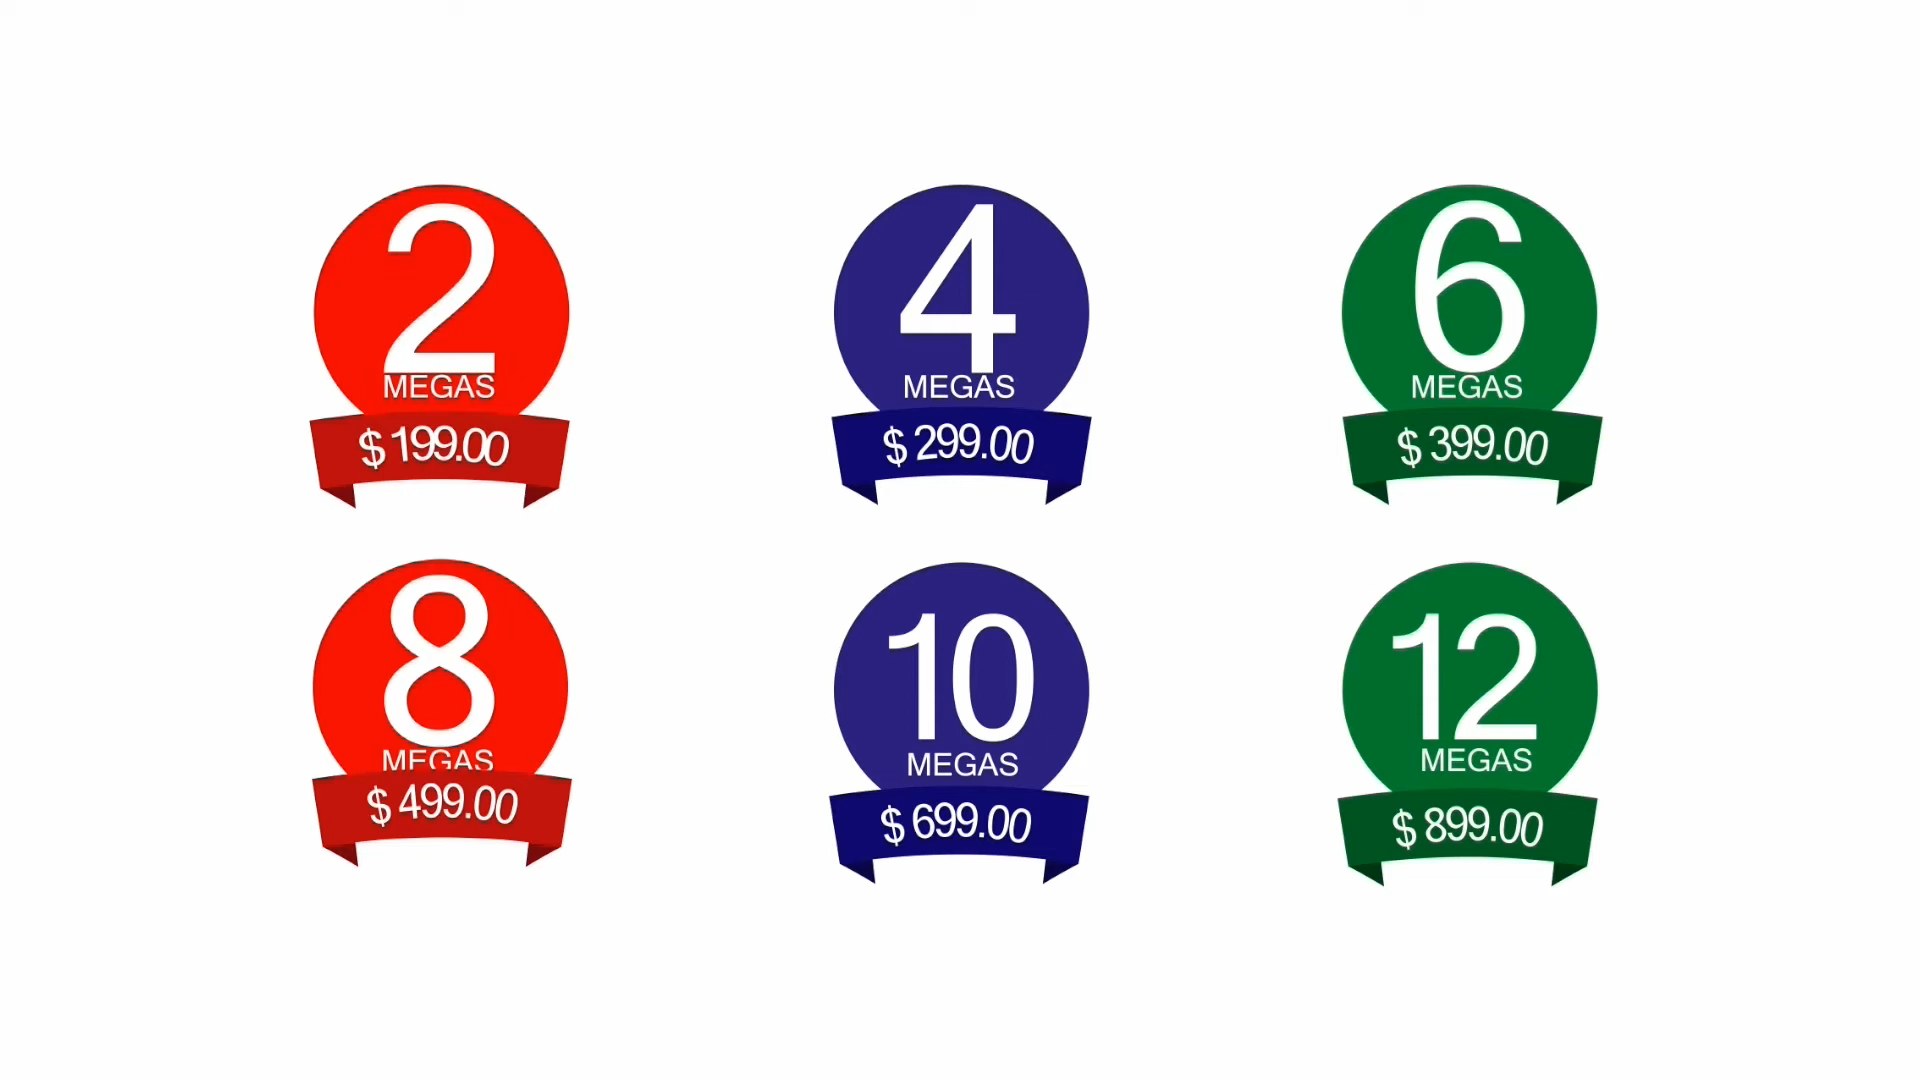 2
MEGAS
$ 199.00
4
MEGAS
$ 299.00
6
MEGAS
$ 399.00
8
MEGAS
$ 499.00
10
MEGAS
$ 699.00
12
MEGAS
$ 899.00